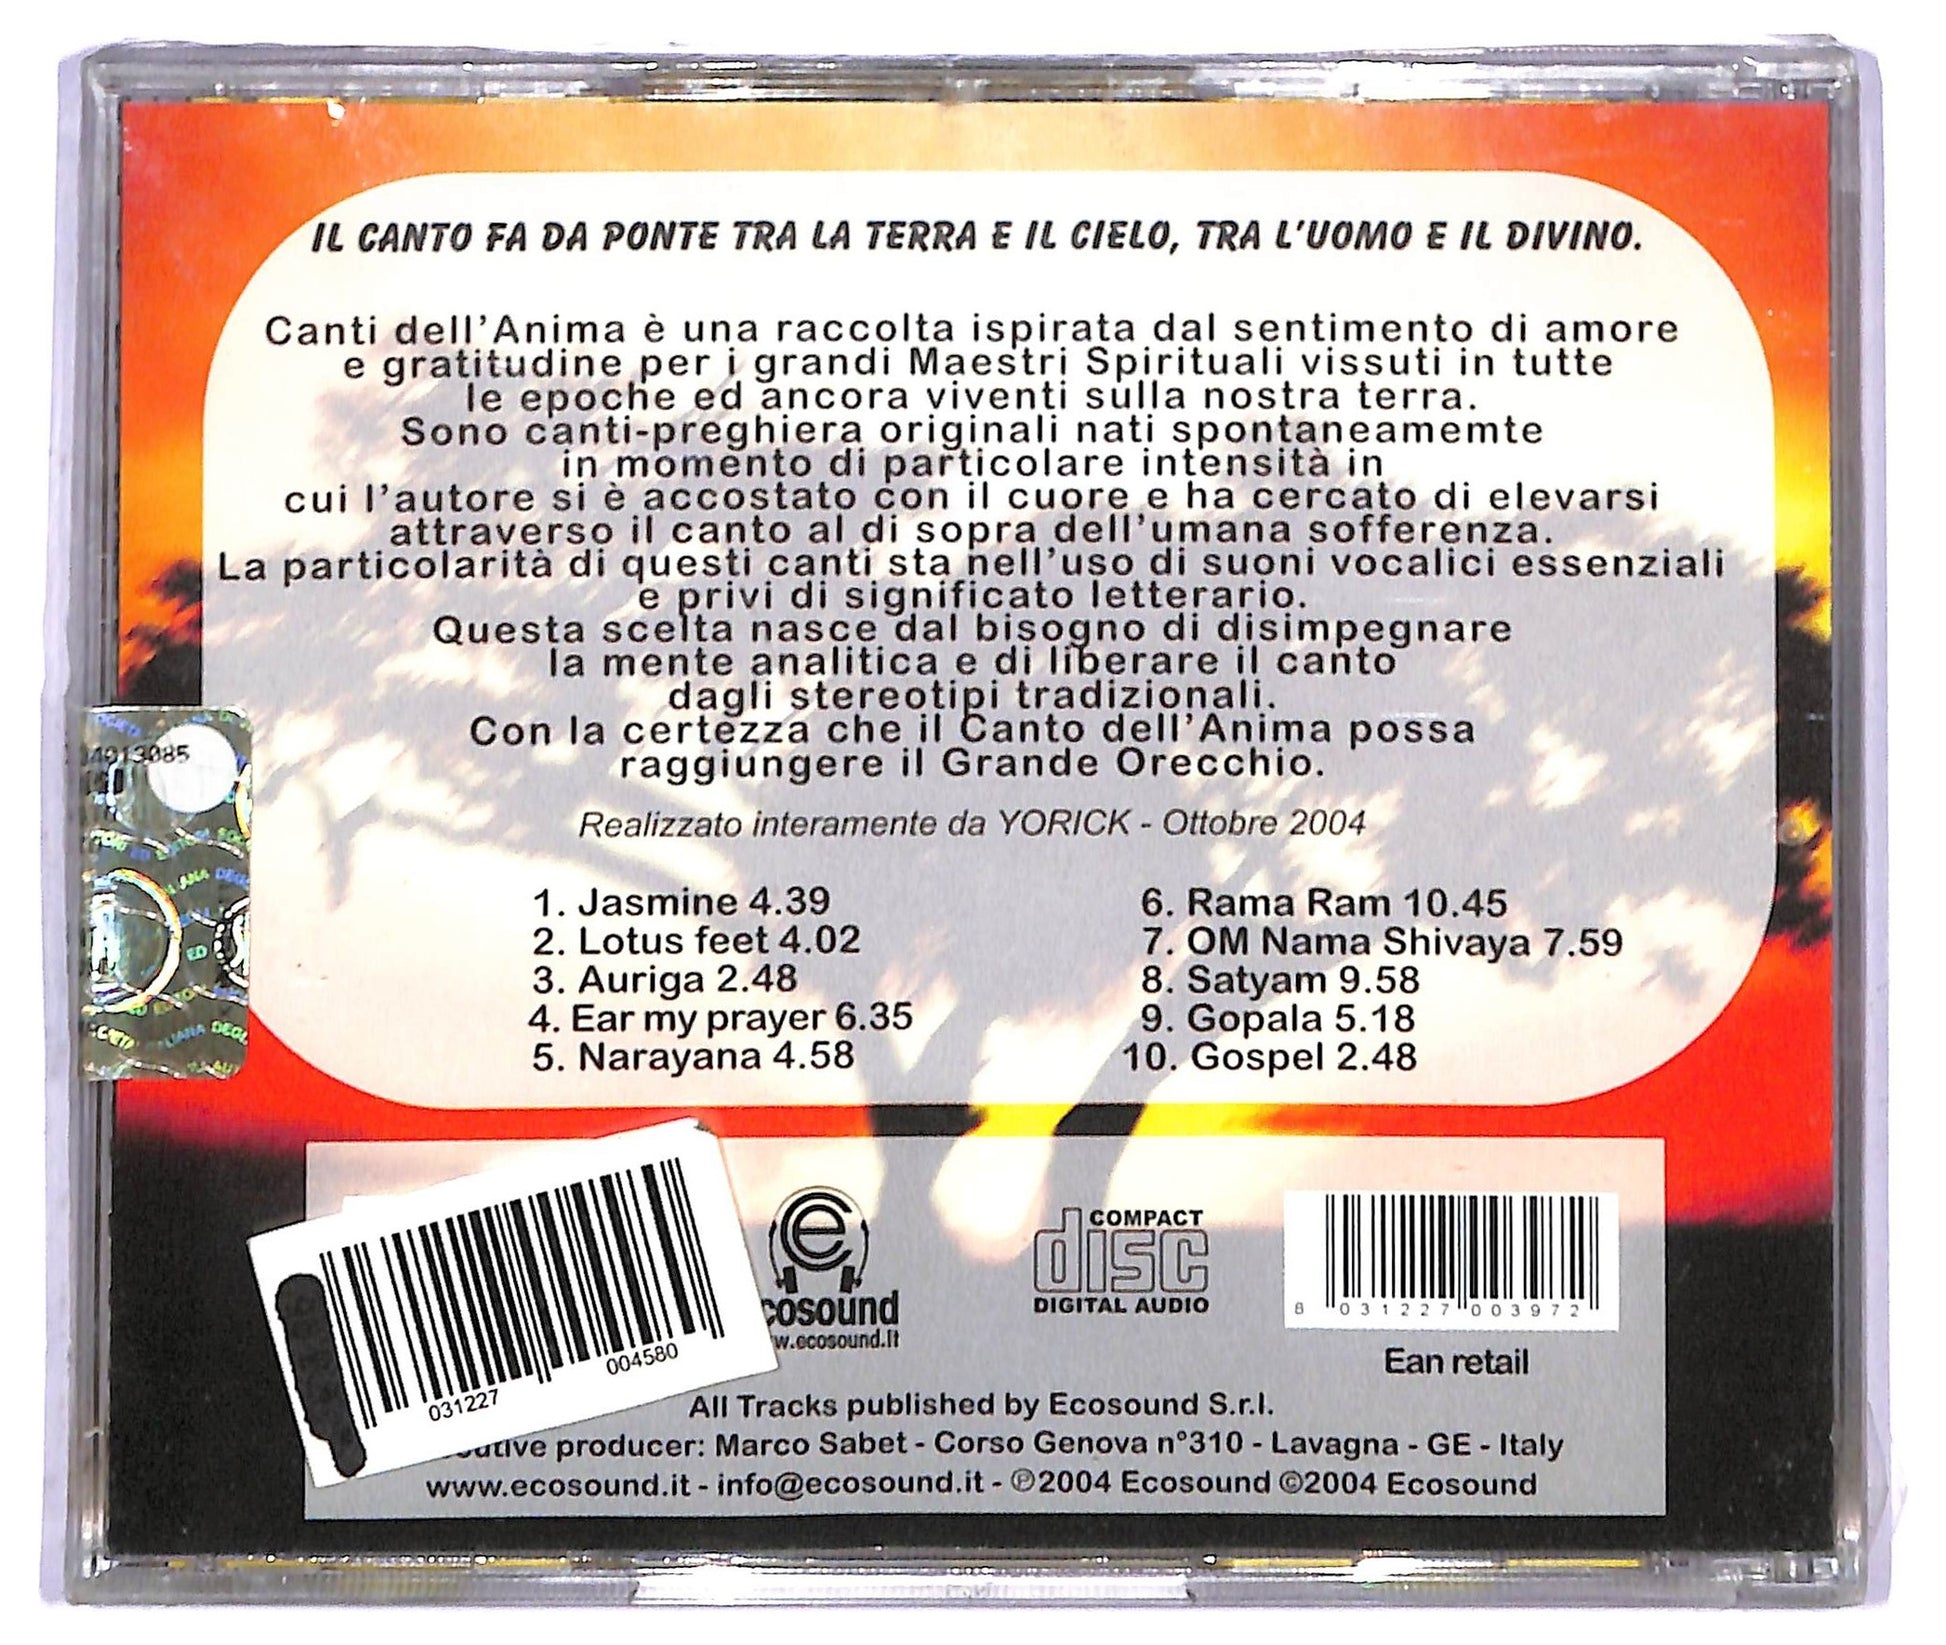 IL CANTO FA DA PONTE TRA LA TERRA E IL CIELO, TRA L'UOMO E IL DIVINO.
Canti dell'Anima è una raccolta ispirata dal sentimento di amore
e gratitudine per i grandi Maestri Spirituali vissuti in tutte
le epoche ed ancora viventi sulla nostra terra.
Sono canti-preghiera originali nati spontaneamemte
in momento di particolare intensità in
cui l'autore si è accostato con il cuore e ha cercato di elevarsi
attraverso il canto al di sopra dell'umana sofferenza.
La particolarità di questi canti sta nell'uso di suoni vocalici essenziali
e privi di significato letterario.
Questa scelta nasce dal bisogno di disimpegnare
la mente analitica e di liberare il canto
dagli stereotipi tradizionali.
Con la certezza che il Canto dell'Anima possa
raggiungere il Grande Orecchio.
Realizzato interamente da YORICK - Ottobre 2004
1. Jasmine 4.39
2. Lotus feet 4.02
3. Auriga 2.48
4. Ear my prayer 6.35
5. Narayana 4.58
6. Rama Ram 10.45
7. OM Nama Shivaya 7.59
8. Satyam 9.58
9. Gopala 5.18
10. Gospel 2.48
031227 004580
cosound
w.ecosound.it
COMPACT
disc
DIGITAL AUDIO
8 031227 003972
Ean retail
All Tracks published by Ecosound S.r.l.
producer: Marco Sabet - Corso Genova n°310 - Lavagna - GE - Italy
www.ecosound.it - info@ecosound.it - ℗2004 Ecosound ©2004 Ecosound